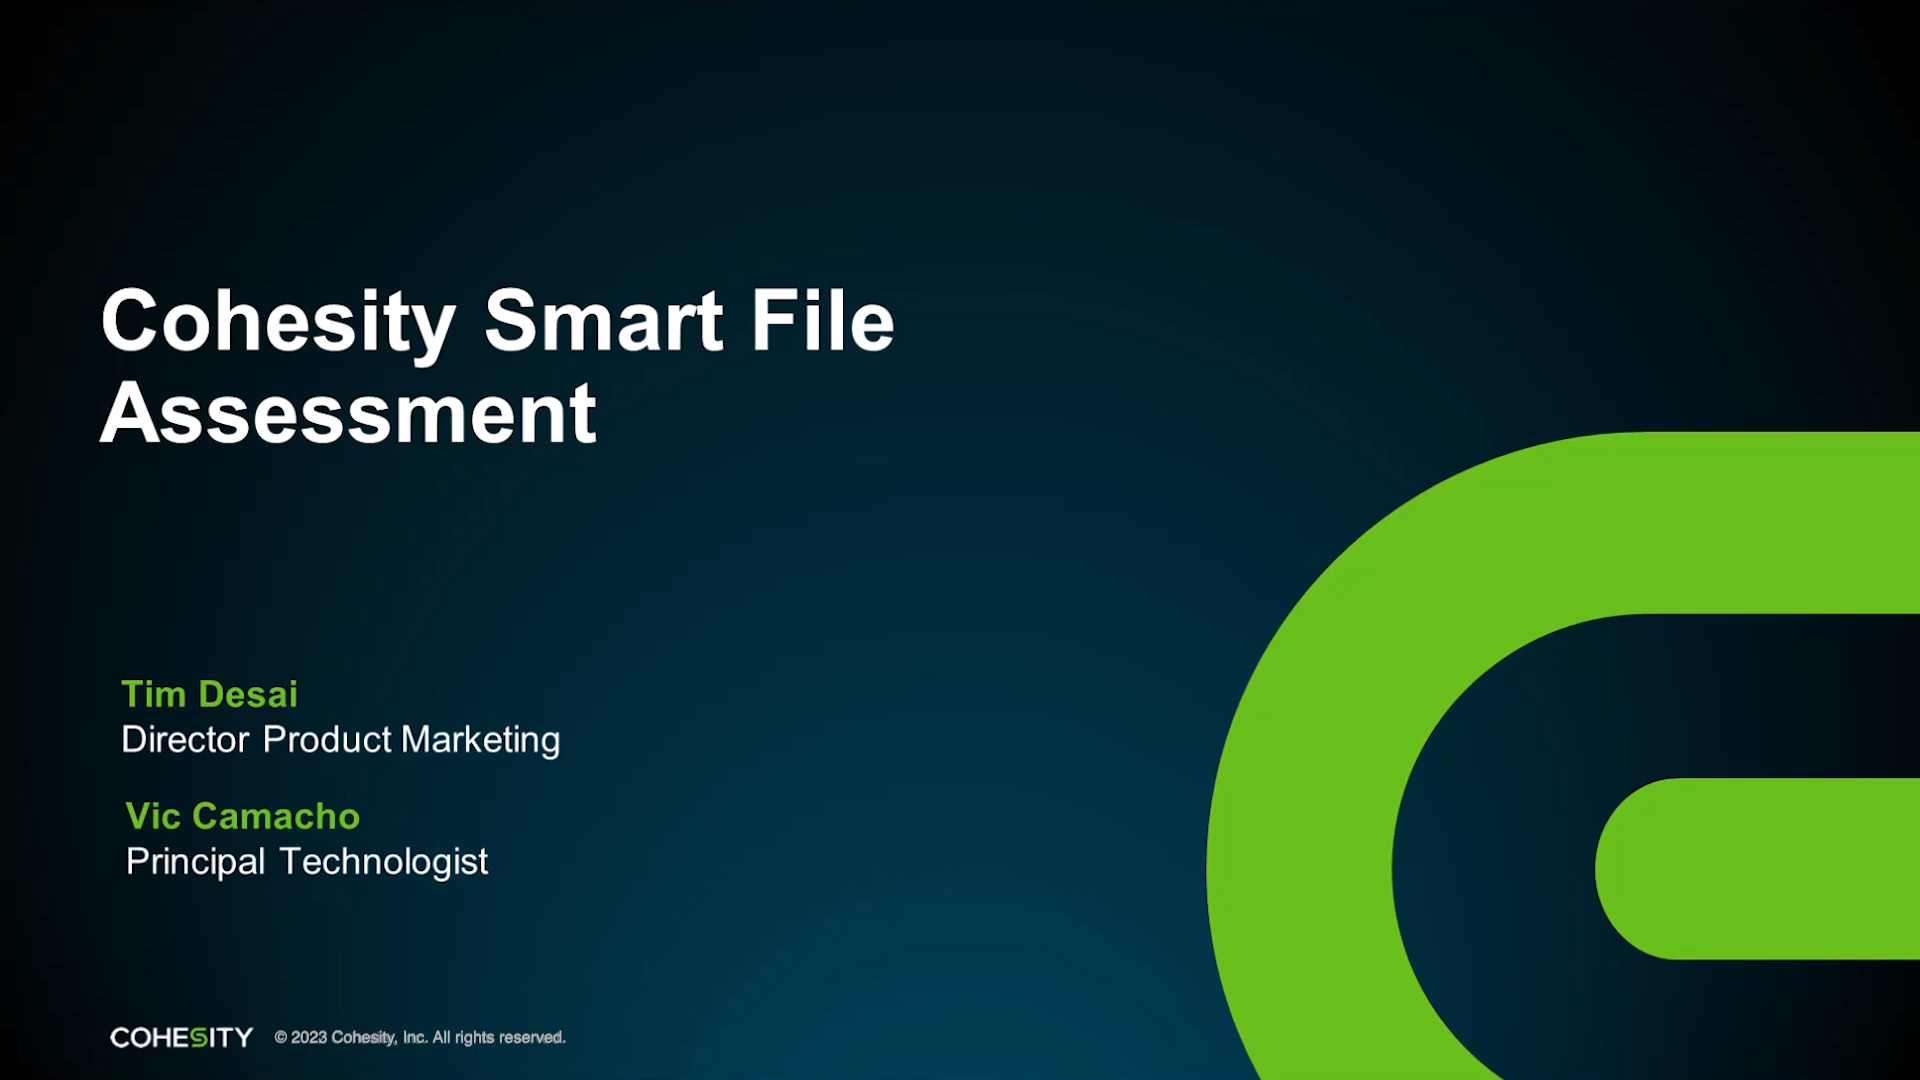 Cohesity Smart File
Assessment
Tim Desai
Director Product Marketing
Vic Camacho
Principal Technologist
COHESITY © 2023 Cohesity, Inc. All rights reserved.